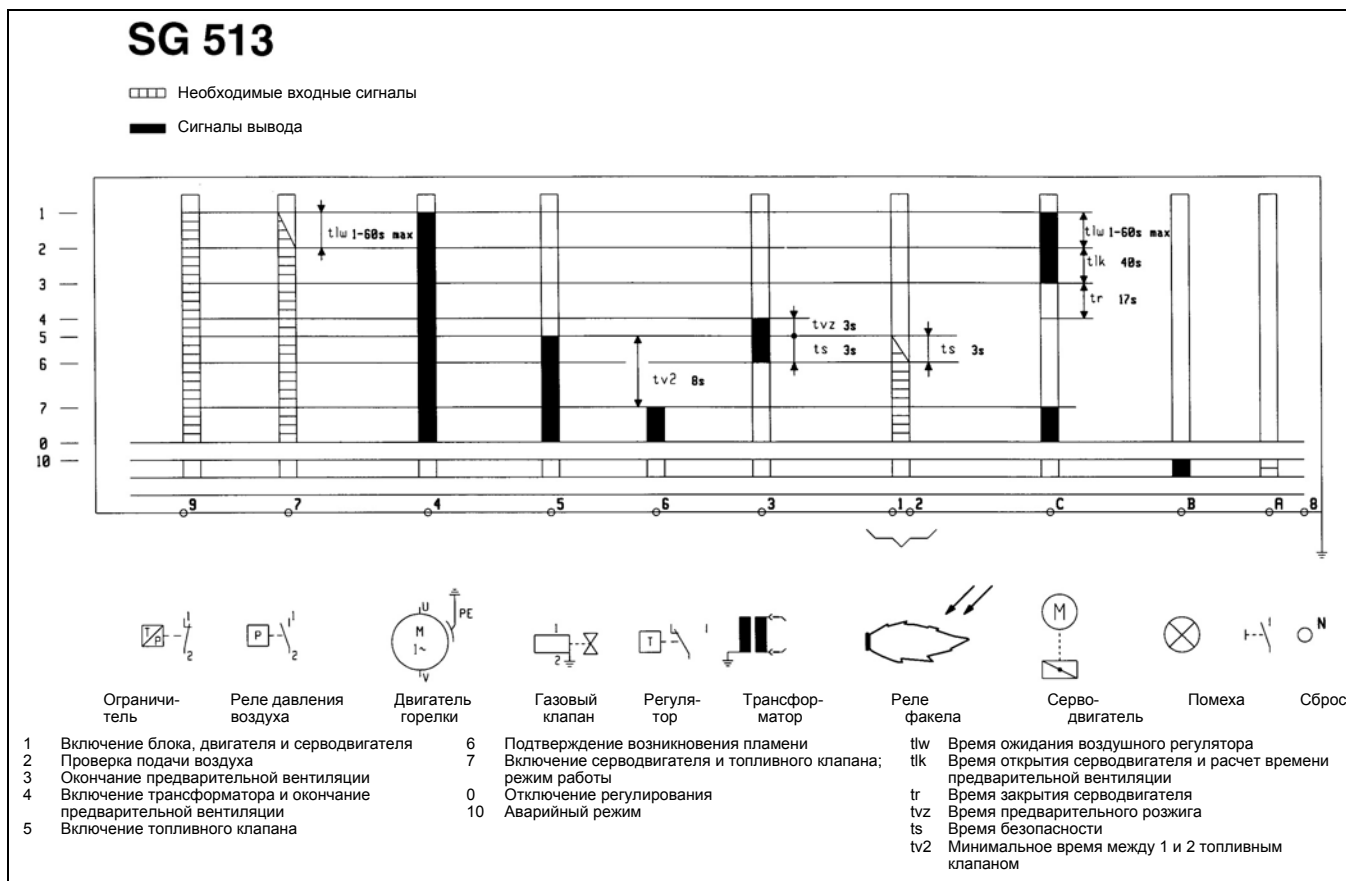 SG 513
Необходимые входные сигналы
Сигналы вывода
1
2
3
4
5
6
7
0
10
tlw 1-60s max
tv2 8s
tvz 3s
ts 3s
ts 3s
tlw 1-60s max
tlk 40s
tr 17s
9 7 4 5 6 3 1 2 C B A 8
T/P 1 2
P 1 2
U PE
M
1~
V
1
2
T 1
M
N
Ограничи-
тель
Реле давления
воздуха
Двигатель
горелки
Газовый
клапан
Регуля-
тор
Трансфор-
матор
Реле
факела
Серво-
двигатель
Помеха
Сброс
1 Включение блока, двигателя и серводвигателя
2 Проверка подачи воздуха
3 Окончание предварительной вентиляции
4 Включение трансформатора и окончание
предварительной вентиляции
5 Включение топливного клапана
6 Подтверждение возникновения пламени
7 Включение серводвигателя и топливного клапана;
режим работы
0 Отключение регулирования
10 Аварийный режим
tlw Время ожидания воздушного регулятора
tlk Время открытия серводвигателя и расчет времени
предварительной вентиляции
tr Время закрытия серводвигателя
tvz Время предварительного розжига
ts Время безопасности
tv2 Минимальное время между 1 и 2 топливным
клапаном